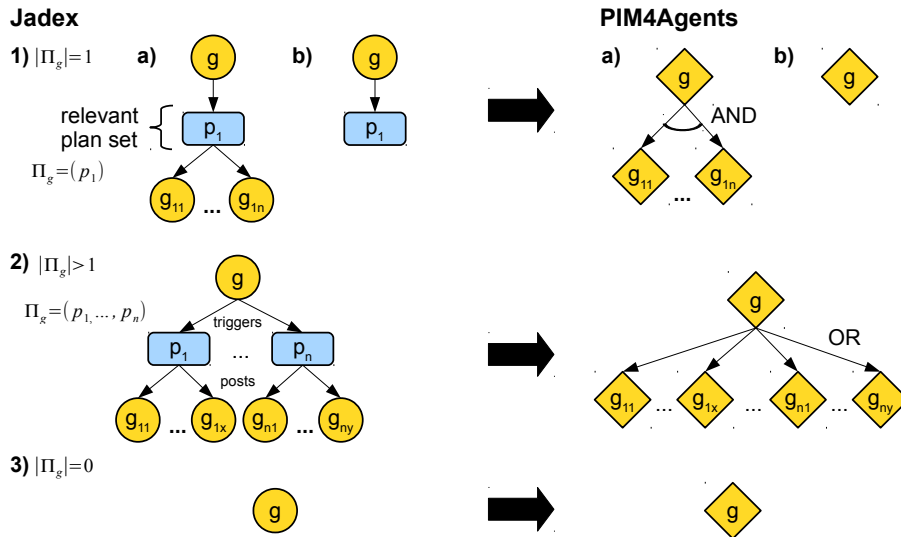 Jadex
PIM4Agents
1) |Π_g|=1
a)
b)
a)
b)
g
g
g
g
relevant
plan set
p_1
p_1
AND
Π_g=(p_1)
g_11
...
g_1n
g_11
...
g_1n
2) |Π_g|>1
g
g
Π_g=(p_1,...,p_n)
triggers
OR
p_1
...
p_n
posts
g_11
...
g_1x
g_n1
...
g_ny
g_11
...
g_1x
...
g_n1
...
g_ny
3) |Π_g|=0
g
g